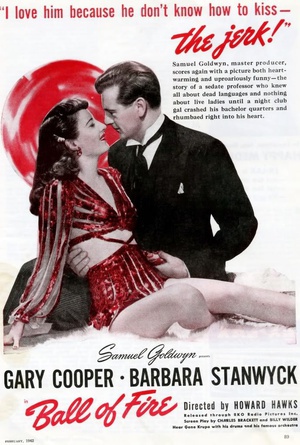 "I love him because he don't know how to kiss—
the jerk!"
Samuel Goldwyn, master producer,
scores again with a picture both heart-
warming and uproariously funny—the
story of a sedate professor who knew
all about dead languages and nothing
about live ladies until a night club
gal crashed his bachelor quarters and
rhumbaed right into his heart.
Samuel Goldwyn presents
GARY COOPER · BARBARA STANWYCK
in
Ball of Fire
Directed by HOWARD HAWKS
Released through RKO Radio Pictures Inc.
Screen Play by CHARLES BRACKETT and BILLY WILDER
Hear Gene Krupa with his drums and his famous orchestra
FEBRUARY, 1942